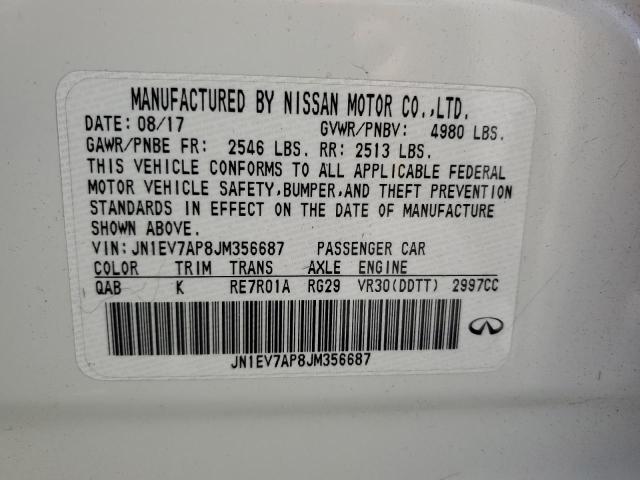 MANUFACTURED BY NISSAN MOTOR CO.,LTD.
DATE: 08/17 GVWR/PNBV: 4980 LBS.
GAWR/PNBE FR: 2546 LBS. RR: 2513 LBS.
THIS VEHICLE CONFORMS TO ALL APPLICABLE FEDERAL
MOTOR VEHICLE SAFETY,BUMPER,AND THEFT PREVENTION
STANDARDS IN EFFECT ON THE DATE OF MANUFACTURE
SHOWN ABOVE.
VIN: JN1EV7AP8JM356687 PASSENGER CAR
COLOR TRIM TRANS AXLE ENGINE
QAB K RE7R01A RG29 VR30(DDTT) 2997CC
JN1EV7AP8JM356687